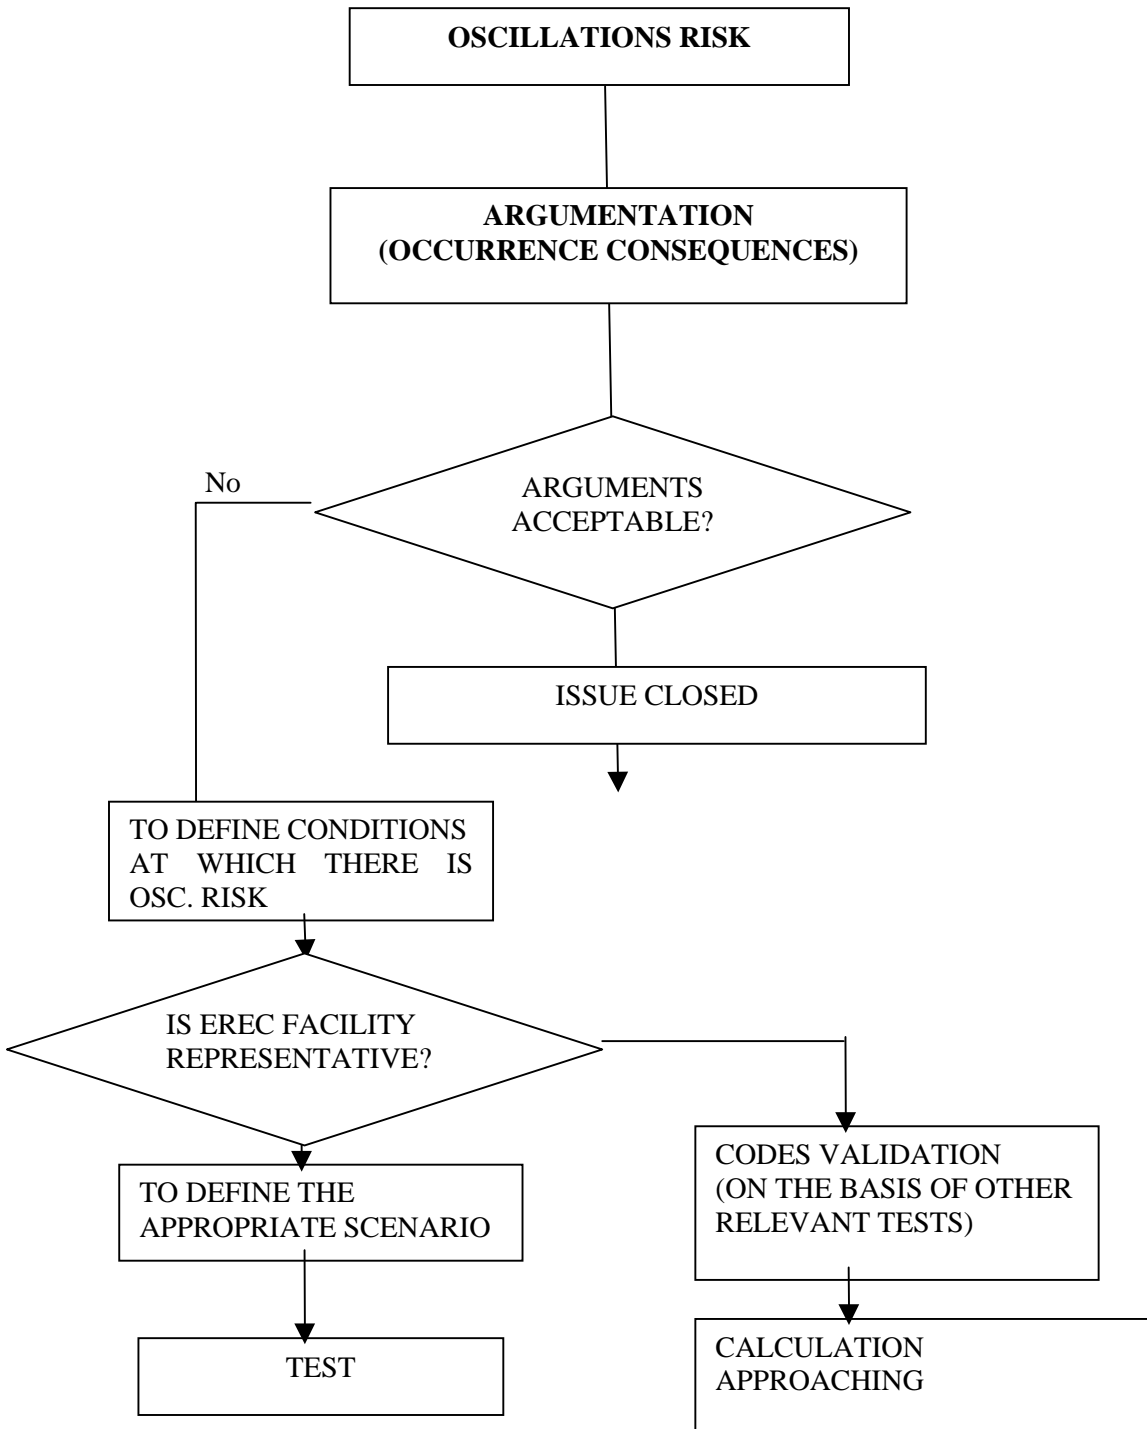 OSCILLATIONS RISK
ARGUMENTATION
(OCCURRENCE CONSEQUENCES)
No
ARGUMENTS
ACCEPTABLE?
ISSUE CLOSED
TO DEFINE CONDITIONS
AT WHICH THERE IS
OSC. RISK
IS EREC FACILITY
REPRESENTATIVE?
TO DEFINE THE
APPROPRIATE SCENARIO
CODES VALIDATION
(ON THE BASIS OF OTHER
RELEVANT TESTS)
TEST
CALCULATION
APPROACHING